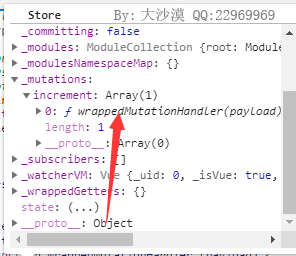 Store By: 大沙漠 QQ:22969969
_committing: false
_modules: ModuleCollection {root: Modul
_modulesNamespaceMap: {}
▼ _mutations:
▼ increment: Array(1)
▶ 0: ƒ wrappedMutationHandler(payload)
length: 1
▶ __proto__: Array(0)
▶ _subscribers: []
▶ _watcherVM: Vue {_uid: 0, _isVue: true,
▶ _wrappedGetters: {}
state: (...)
▶ __proto__: Object